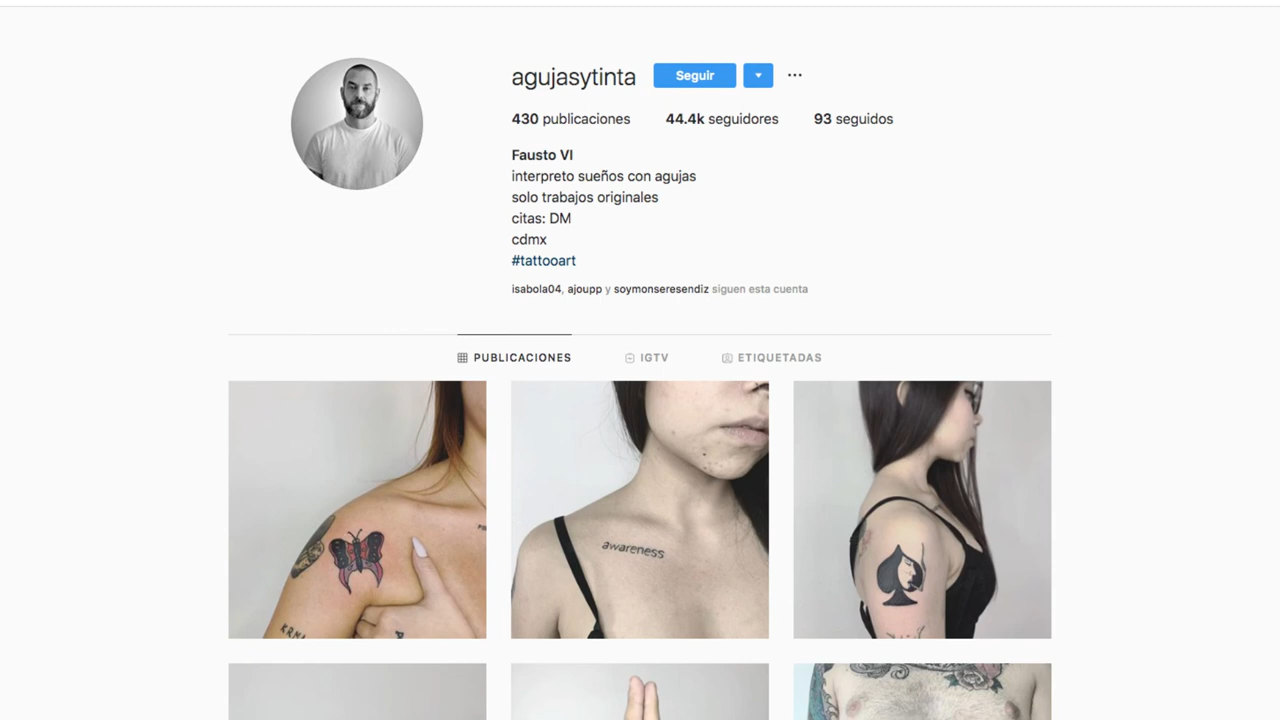 agujasytinta Seguir
430 publicaciones 44.4k seguidores 93 seguidos
Fausto VI
interpreto sueños con agujas
solo trabajos originales
citas: DM
cdmx
#tattooart
isabola04, ajoupp y soymonseresendiz siguen esta cuenta
PUBLICACIONES IGTV ETIQUETADAS
awareness